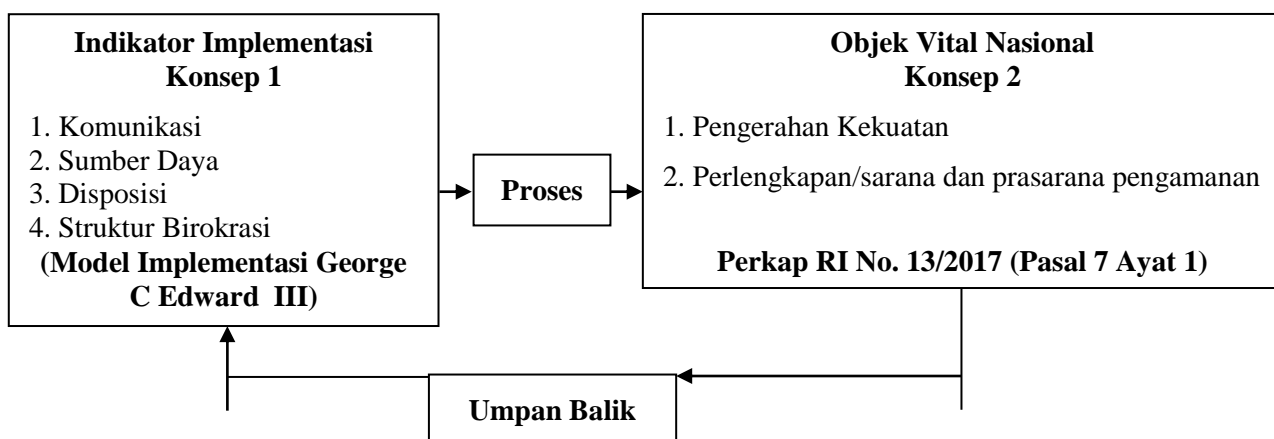 Indikator Implementasi
Konsep 1
1. Komunikasi
2. Sumber Daya
3. Disposisi
4. Struktur Birokrasi
(Model Implementasi George
C Edward III)
Proses
Objek Vital Nasional
Konsep 2
1. Pengerahan Kekuatan
2. Perlengkapan/sarana dan prasarana pengamanan
Perkap RI No. 13/2017 (Pasal 7 Ayat 1)
Umpan Balik